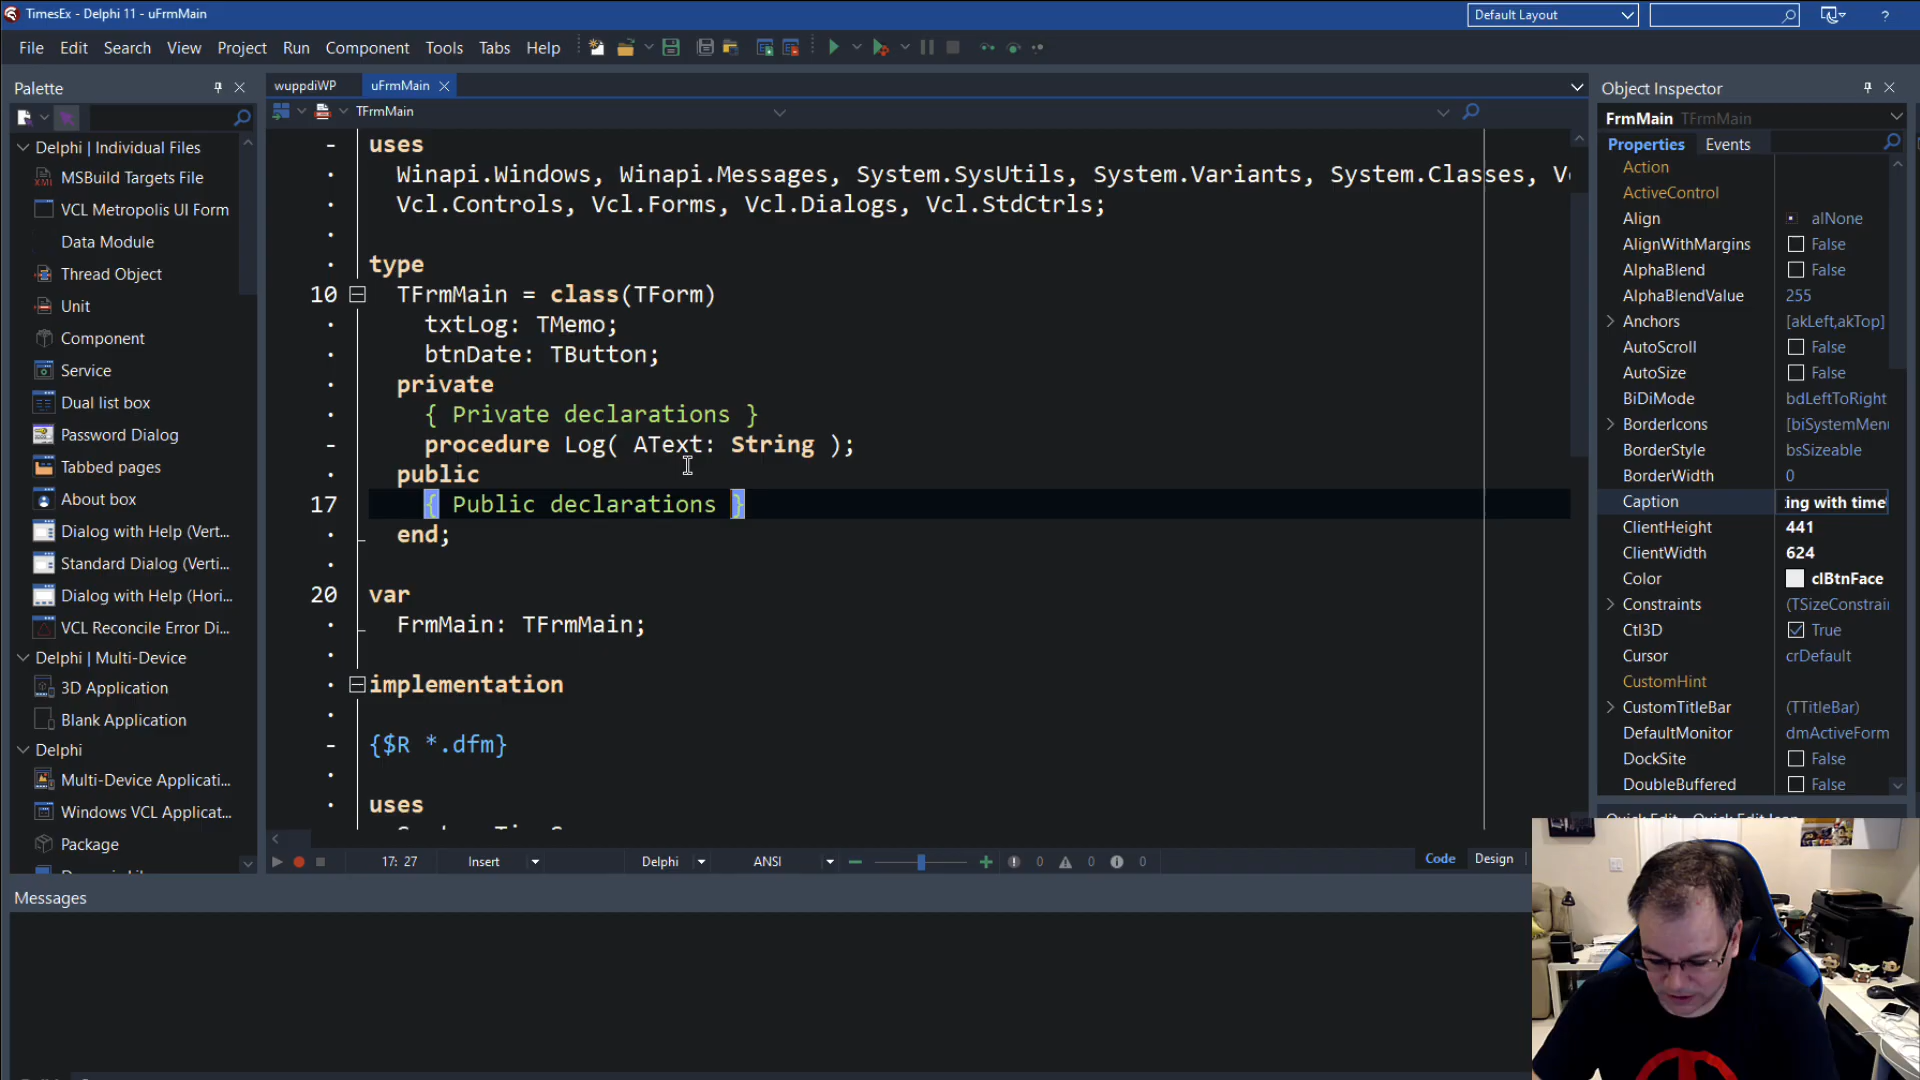 TimesEx - Delphi 11 - uFrmMain
Default Layout
File Edit Search View Project Run Component Tools Tabs Help
Palette
Delphi | Individual Files
MSBuild Targets File
VCL Metropolis UI Form
Data Module
Thread Object
Unit
Component
Service
Dual list box
Password Dialog
Tabbed pages
About box
Dialog with Help (Vert...
Standard Dialog (Verti...
Dialog with Help (Hori...
VCL Reconcile Error Di...
Delphi | Multi-Device
3D Application
Blank Application
Delphi
Multi-Device Applicati...
Windows VCL Applicat...
Package
wuppdiWP uFrmMain
TFrmMain
uses
Winapi.Windows, Winapi.Messages, System.SysUtils, System.Variants, System.Classes,
Vcl.Controls, Vcl.Forms, Vcl.Dialogs, Vcl.StdCtrls;
type
10 TFrmMain = class(TForm)
txtLog: TMemo;
btnDate: TButton;
private
{ Private declarations }
procedure Log( AText: String );
public
17 { Public declarations }
end;
20 var
FrmMain: TFrmMain;
implementation
{$R *.dfm}
uses
17: 27 Insert Delphi ANSI 0 0 0 Code Design
Object Inspector
FrmMain TFrmMain
Properties Events
Action
ActiveControl
Align alNone
AlignWithMargins False
AlphaBlend False
AlphaBlendValue 255
Anchors [akLeft,akTop]
AutoScroll False
AutoSize False
BiDiMode bdLeftToRight
BorderIcons [biSystemMenu
BorderStyle bsSizeable
BorderWidth 0
Caption ing with time
ClientHeight 441
ClientWidth 624
Color clBtnFace
Constraints (TSizeConstrai
Ctl3D True
Cursor crDefault
CustomHint
CustomTitleBar (TTitleBar)
DefaultMonitor dmActiveForm
DockSite False
DoubleBuffered False
Messages